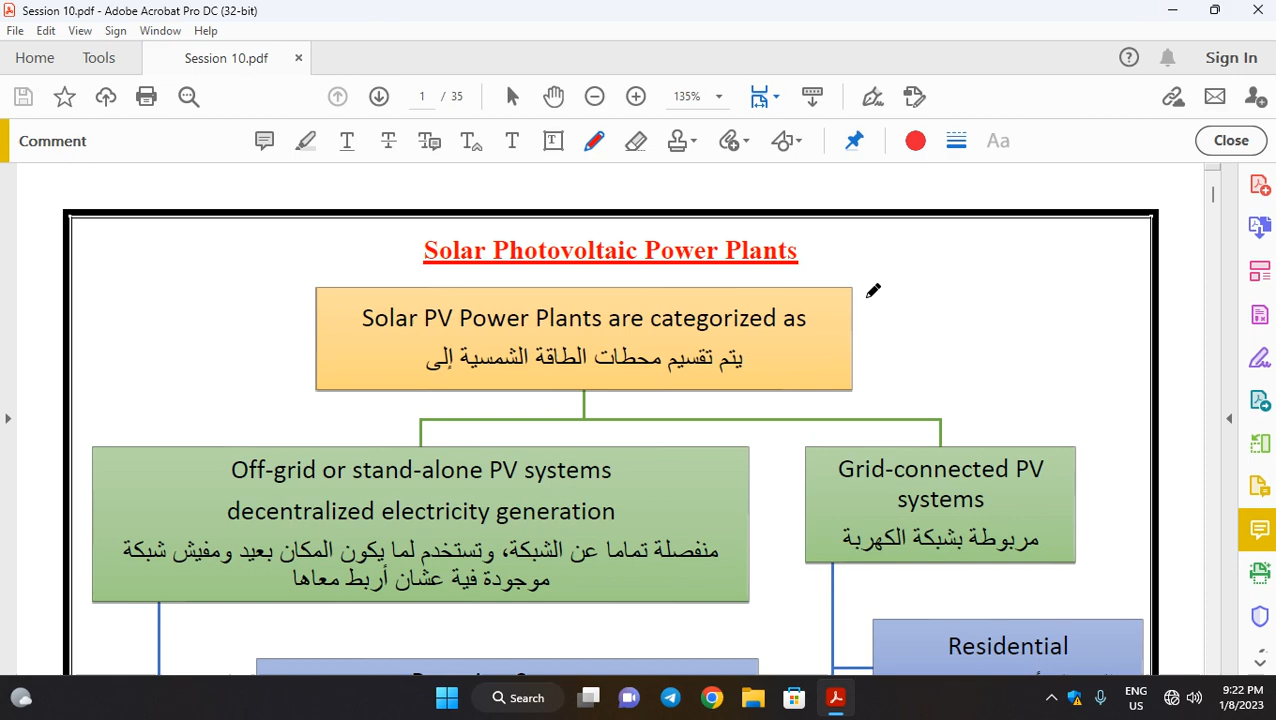 Session 10.pdf - Adobe Acrobat Pro DC (32-bit)
File Edit View Sign Window Help
Home Tools Session 10.pdf × Sign In
1 / 35 135%
Comment Close
Solar Photovoltaic Power Plants
Solar PV Power Plants are categorized as
يتم تقسيم محطات الطاقة الشمسية إلى
Off-grid or stand-alone PV systems
decentralized electricity generation
منفصلة تماما عن الشبكة، وتستخدم لما يكون المكان بعيد ومفيش شبكة
موجودة فية عشان أربط معاها
Grid-connected PV
systems
مربوطة بشبكة الكهربة
Residential
Search
ENG
US
9:22 PM
1/8/2023